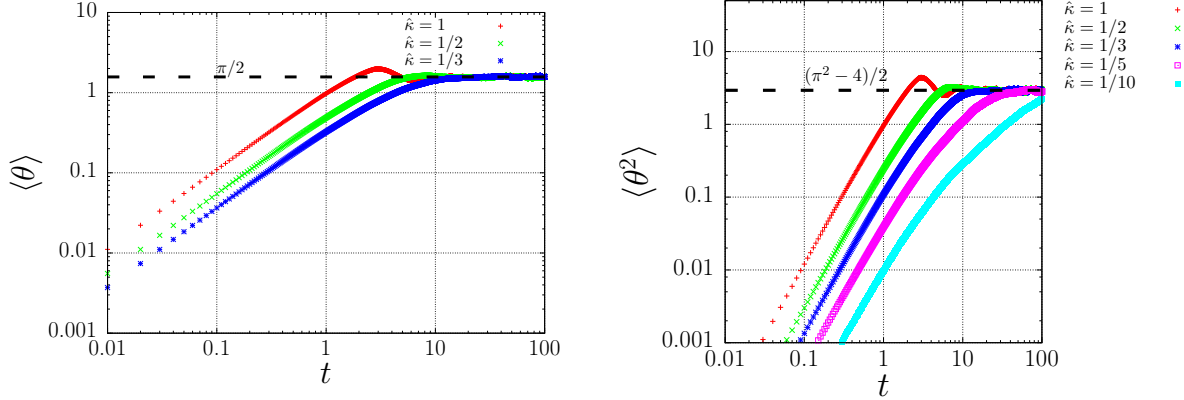 10
1
0.1
0.01
0.001
0.01
0.1
1
10
100
⟨θ⟩
t
π/2
κ̂ = 1
κ̂ = 1/2
κ̂ = 1/3
10
1
0.1
0.01
0.001
0.01
0.1
1
10
100
⟨θ²⟩
t
(π² − 4)/2
κ̂ = 1
κ̂ = 1/2
κ̂ = 1/3
κ̂ = 1/5
κ̂ = 1/10